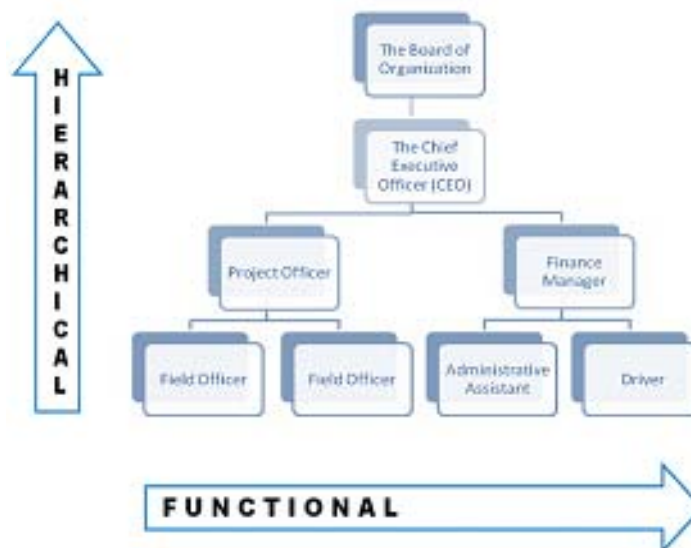 HIERARCHICAL
The Board of
Organization
The Chief
Executive
Officer (CEO)
Project Officer
Finance
Manager
Field Officer
Field Officer
Administrative
Assistant
Driver
FUNCTIONAL